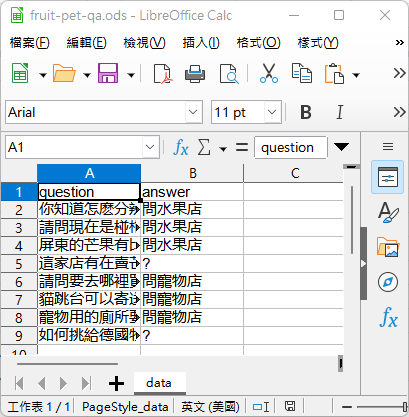 fruit-pet-qa.ods - LibreOffice Calc
檔案(F) 編輯(E) 檢視(V) 插入(I) 格式(O) 樣式(Y)
Arial 11 pt B I
A1 fx Σ = question
A B C
1 question answer
2 你知道怎麼分辨 問水果店
3 請問現在是椪柑 問水果店
4 屏東的芒果有 問水果店
5 這家店有在賣 ?
6 請問要去哪裡 問寵物店
7 貓跳台可以寄 問寵物店
8 寵物用的廁所 問寵物店
9 如何挑給德國 ?
10
data
工作表 1 / 1 PageStyle_data 英文 (美國)